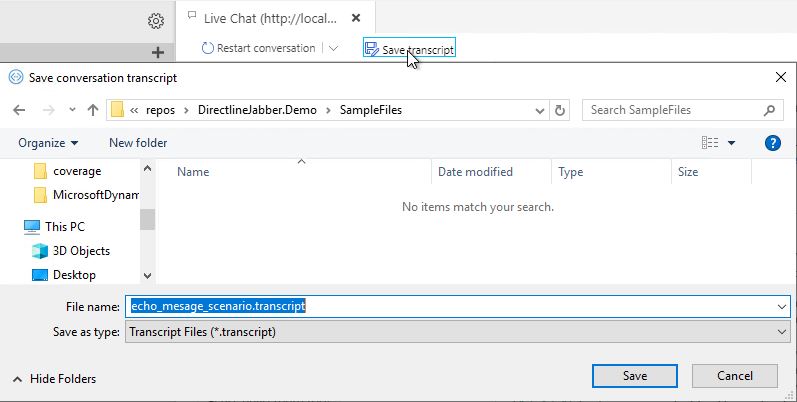 Live Chat (http://local...
Restart conversation
Save transcript
Save conversation transcript
« repos > DirectlineJabber.Demo > SampleFiles
Search SampleFiles
Organize
New folder
?
coverage
MicrosoftDynam
This PC
3D Objects
Desktop
Name
Date modified
Type
Size
No items match your search.
File name:
echo_mesage_scenario.transcript
Save as type:
Transcript Files (*.transcript)
Hide Folders
Save
Cancel